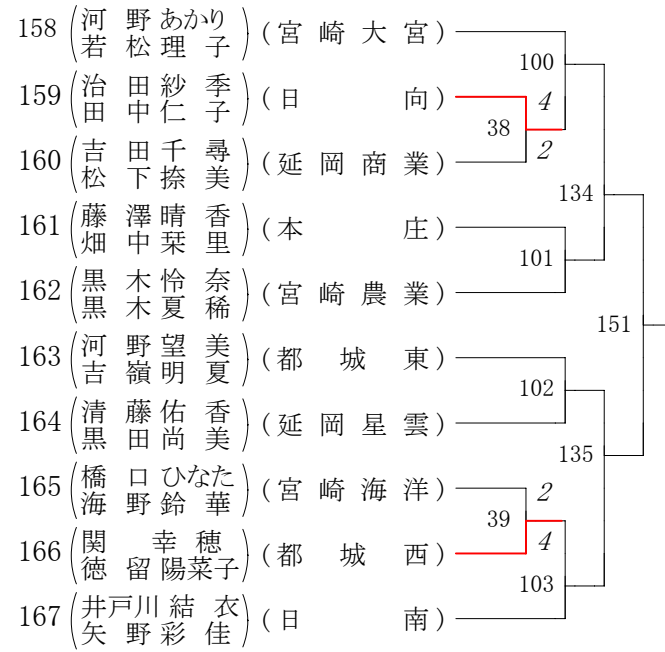 158 河野あかり 若松理子 (宮崎大宮)
100
159 治田紗季 田中仁子 (日向)
4
38
2
160 吉田千尋 松下捺美 (延岡商業)
134
161 藤澤晴香 畑中栞里 (本庄)
101
162 黒木怜奈 黒木夏稀 (宮崎農業)
151
163 河野望美 吉嶺明夏 (都城東)
102
164 清藤佑香 黒田尚美 (延岡星雲)
135
165 橋口ひなた 海野鈴華 (宮崎海洋)
2
39
4
166 関幸穂 徳留陽菜子 (都城西)
103
167 井戸川結衣 矢野彩佳 (日南)